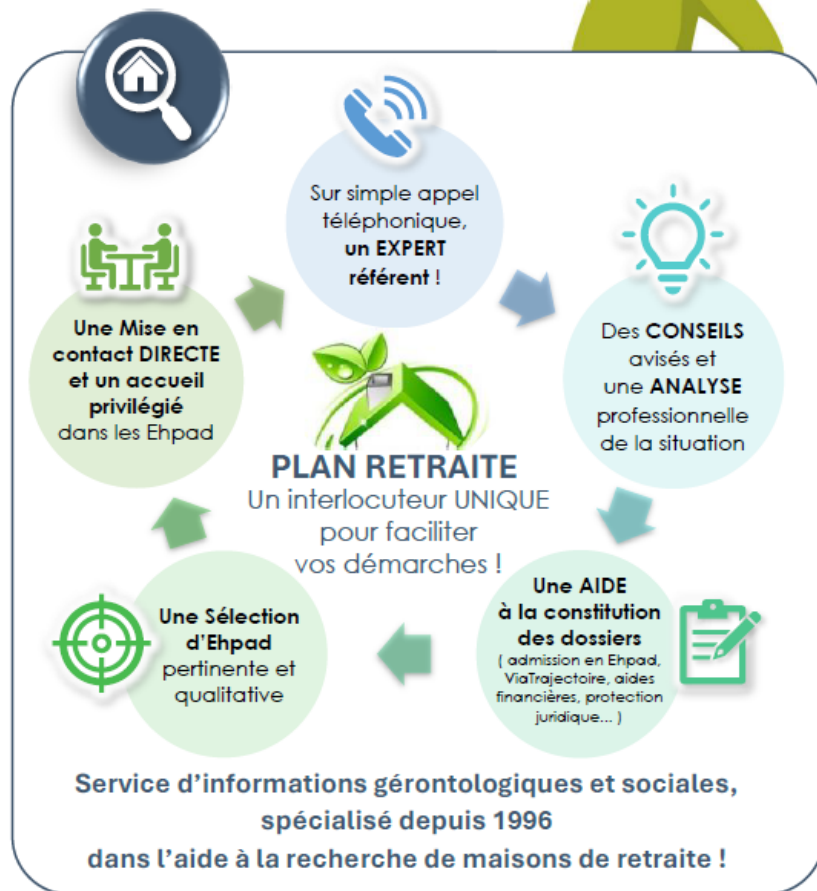 Sur simple appel
téléphonique,
un EXPERT
référent !
Des CONSEILS
avisés et
une ANALYSE
professionnelle
de la situation
Une AIDE
à la constitution
des dossiers
( admission en Ehpad,
ViaTrajectoire, aides
financières, protection
juridique... )
Une Sélection
d'Ehpad
pertinente et
qualitative
Une Mise en
contact DIRECTE
et un accueil
privilégié
dans les Ehpad
PLAN RETRAITE
Un interlocuteur UNIQUE
pour faciliter
vos démarches !
Service d'informations gérontologiques et sociales,
spécialisé depuis 1996
dans l'aide à la recherche de maisons de retraite !